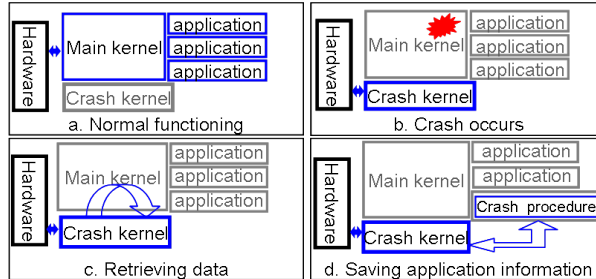 Hardware
Main kernel
application
application
application
Crash kernel
a. Normal functioning
Hardware
Main kernel
application
application
application
Crash kernel
b. Crash occurs
Hardware
Main kernel
application
application
application
Crash kernel
c. Retrieving data
Hardware
Main kernel
application
application
Crash procedure
Crash kernel
d. Saving application information